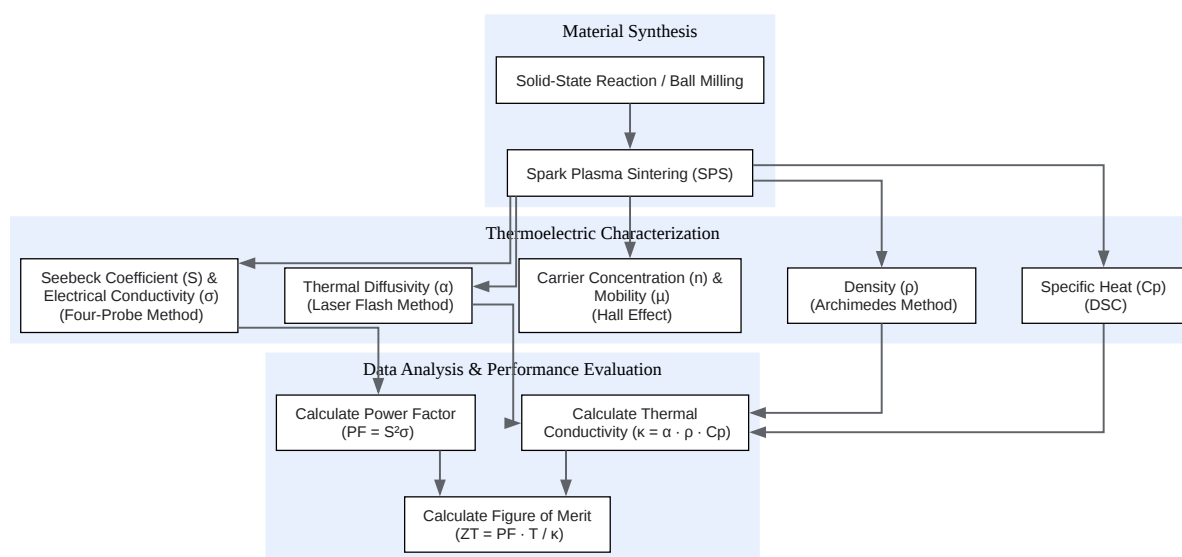 Material Synthesis
Solid-State Reaction / Ball Milling
Spark Plasma Sintering (SPS)
Thermoelectric Characterization
Seebeck Coefficient (S) &
Electrical Conductivity (σ)
(Four-Probe Method)
Thermal Diffusivity (α)
(Laser Flash Method)
Carrier Concentration (n) &
Mobility (μ)
(Hall Effect)
Density (ρ)
(Archimedes Method)
Specific Heat (Cp)
(DSC)
Data Analysis & Performance Evaluation
Calculate Power Factor
(PF = S²σ)
Calculate Thermal
Conductivity (κ = α · ρ · Cp)
Calculate Figure of Merit
(ZT = PF · T / κ)